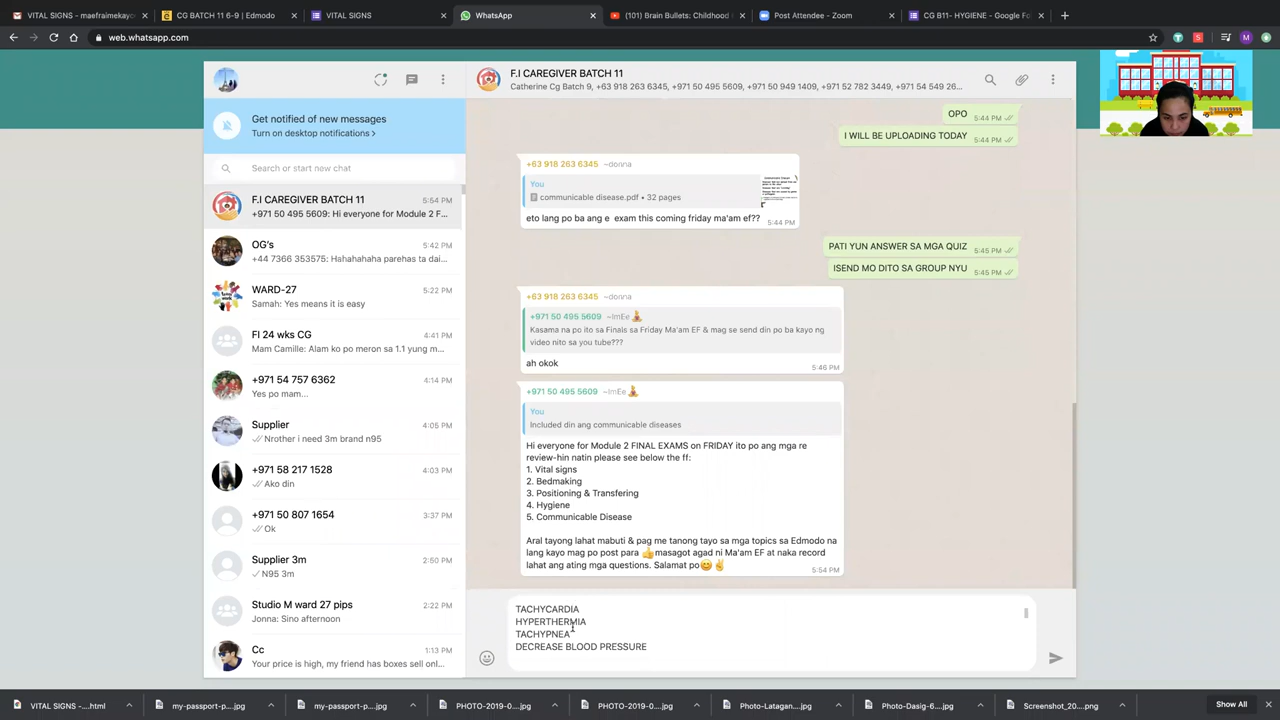 VITAL SIGNS - maefraimekayo
CG BATCH 11 6-9 | Edmodo
VITAL SIGNS
WhatsApp
(101) Brain Bullets: Childhood
Post Attendee - Zoom
CG B11- HYGIENE - Google Fo
web.whatsapp.com
M
F.I CAREGIVER BATCH 11
Catherine Cg Batch 9, +63 918 263 6345, +971 50 495 5609, +971 50 949 1409, +971 52 782 3449, +971 54 549 26...
Get notified of new messages
Turn on desktop notifications >
Search or start new chat
F.I CAREGIVER BATCH 11
5:54 PM
+971 50 495 5609: Hi everyone for Module 2 F...
OG's
5:42 PM
+44 7366 353575: Hahahahaha parehas ta dai...
WARD-27
5:22 PM
Samah: Yes means it is easy
FI 24 wks CG
4:41 PM
Mam Camille: Alam ko po meron sa 1.1 yung m...
+971 54 757 6362
4:14 PM
Yes po mam...
Supplier
4:05 PM
Nrother i need 3m brand n95
+971 58 217 1528
4:03 PM
Ako din
+971 50 807 1654
3:37 PM
Ok
Supplier 3m
2:50 PM
N95 3m
Studio M ward 27 pips
2:22 PM
Jonna: Sino afternoon
Cc
1:13 PM
Your price is high, my friend has boxes sell onl...
OPO
5:44 PM
I WILL BE UPLOADING TODAY
5:44 PM
+63 918 263 6345 ~donna
You
communicable disease.pdf • 32 pages
eto lang po ba ang e exam this coming friday ma'am ef??
5:44 PM
PATI YUN ANSWER SA MGA QUIZ
5:45 PM
ISEND MO DITO SA GROUP NYU
5:45 PM
+63 918 263 6345 ~donna
+971 50 495 5609 ~ImEe🧘
Kasama na po ito sa Finals sa Friday Ma'am EF & mag se send din po ba kayo ng
video nito sa you tube???
ah okok
5:46 PM
+971 50 495 5609 ~ImEe🧘
You
Included din ang communicable diseases
Hi everyone for Module 2 FINAL EXAMS on FRIDAY ito po ang mga re
review-hin natin please see below the ff:
1. Vital signs
2. Bedmaking
3. Positioning & Transfering
4. Hygiene
5. Communicable Disease
Aral tayong lahat mabuti & pag me tanong tayo sa mga topics sa Edmodo na
lang kayo mag po post para 👍masagot agad ni Ma'am EF at naka record
lahat ang ating mga questions. Salamat po😊✌
5:54 PM
TACHYCARDIA
HYPERTHERMIA
TACHYPNEA
DECREASE BLOOD PRESSURE
VITAL SIGNS -....html
my-passport-p....jpg
my-passport-p....jpg
PHOTO-2019-0....jpg
PHOTO-2019-0....jpg
Photo-Latagan....jpg
Photo-Dasig-6....jpg
Screenshot_20....png
Show All